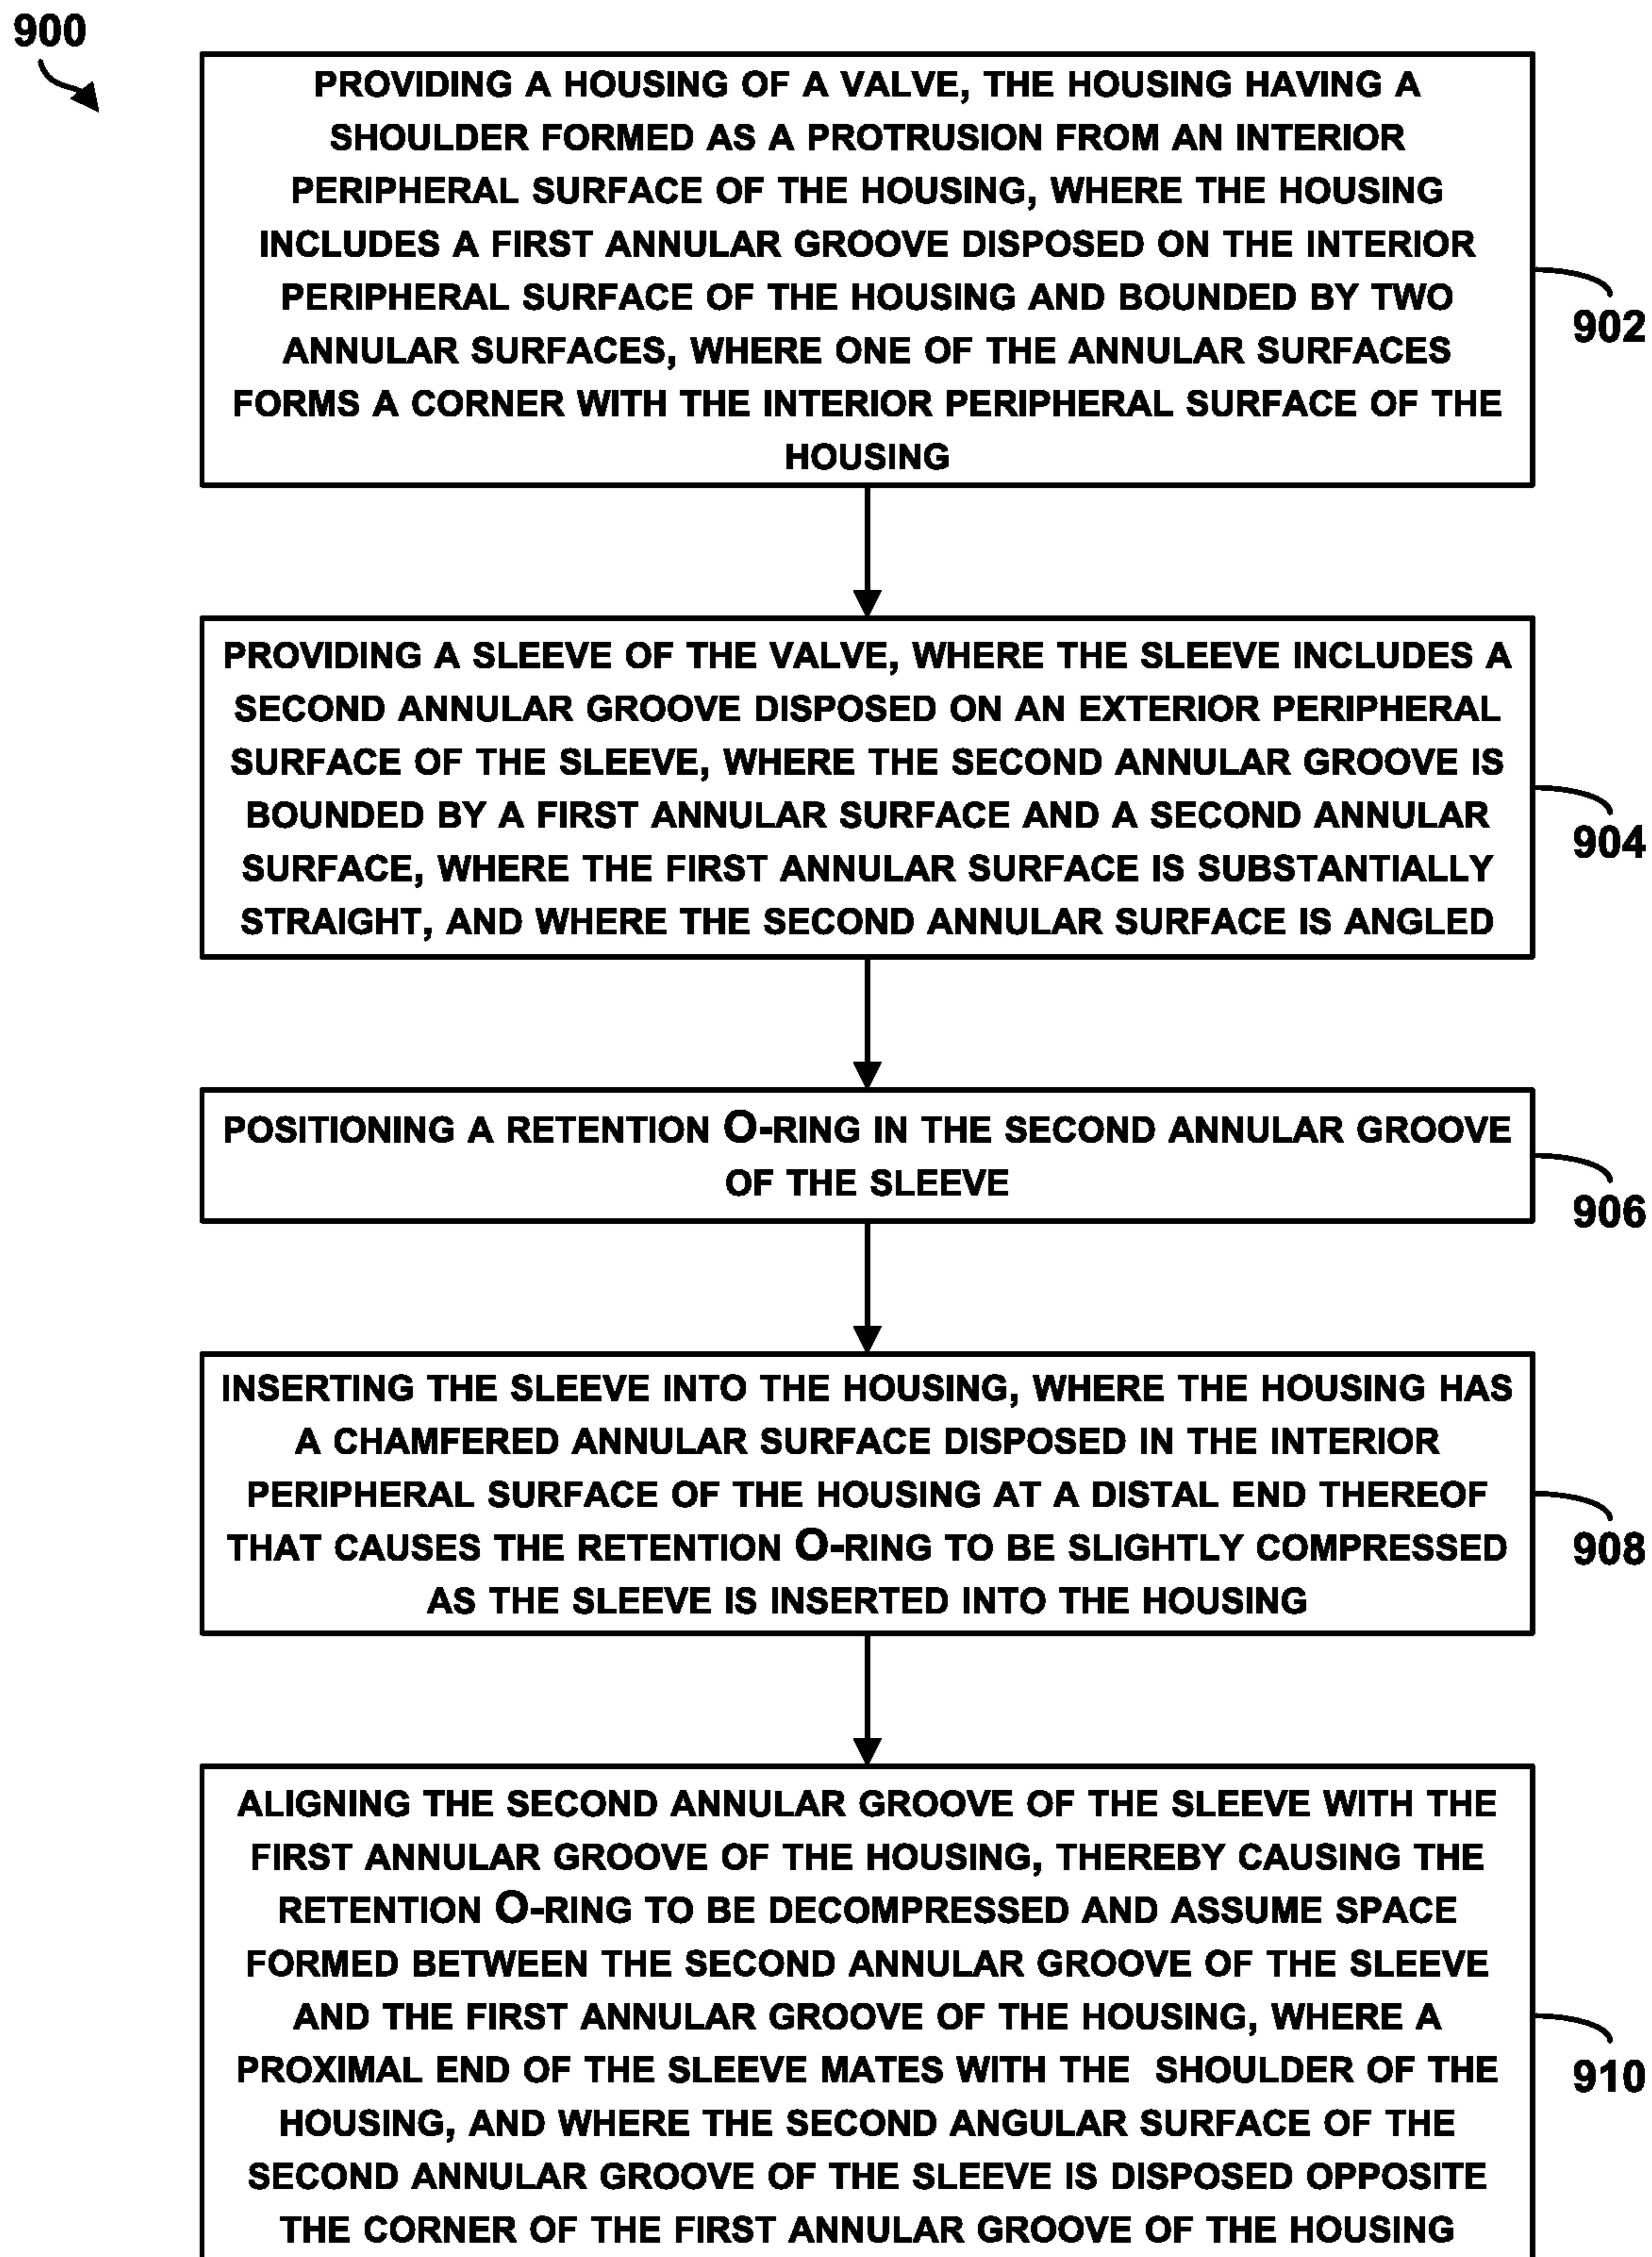 900
PROVIDING A HOUSING OF A VALVE, THE HOUSING HAVING A
SHOULDER FORMED AS A PROTRUSION FROM AN INTERIOR
PERIPHERAL SURFACE OF THE HOUSING, WHERE THE HOUSING
INCLUDES A FIRST ANNULAR GROOVE DISPOSED ON THE INTERIOR
PERIPHERAL SURFACE OF THE HOUSING AND BOUNDED BY TWO
ANNULAR SURFACES, WHERE ONE OF THE ANNULAR SURFACES
FORMS A CORNER WITH THE INTERIOR PERIPHERAL SURFACE OF THE
HOUSING
902
PROVIDING A SLEEVE OF THE VALVE, WHERE THE SLEEVE INCLUDES A
SECOND ANNULAR GROOVE DISPOSED ON AN EXTERIOR PERIPHERAL
SURFACE OF THE SLEEVE, WHERE THE SECOND ANNULAR GROOVE IS
BOUNDED BY A FIRST ANNULAR SURFACE AND A SECOND ANNULAR
SURFACE, WHERE THE FIRST ANNULAR SURFACE IS SUBSTANTIALLY
STRAIGHT, AND WHERE THE SECOND ANNULAR SURFACE IS ANGLED
904
POSITIONING A RETENTION O-RING IN THE SECOND ANNULAR GROOVE
OF THE SLEEVE
906
INSERTING THE SLEEVE INTO THE HOUSING, WHERE THE HOUSING HAS
A CHAMFERED ANNULAR SURFACE DISPOSED IN THE INTERIOR
PERIPHERAL SURFACE OF THE HOUSING AT A DISTAL END THEREOF
THAT CAUSES THE RETENTION O-RING TO BE SLIGHTLY COMPRESSED
AS THE SLEEVE IS INSERTED INTO THE HOUSING
908
ALIGNING THE SECOND ANNULAR GROOVE OF THE SLEEVE WITH THE
FIRST ANNULAR GROOVE OF THE HOUSING, THEREBY CAUSING THE
RETENTION O-RING TO BE DECOMPRESSED AND ASSUME SPACE
FORMED BETWEEN THE SECOND ANNULAR GROOVE OF THE SLEEVE
AND THE FIRST ANNULAR GROOVE OF THE HOUSING, WHERE A
PROXIMAL END OF THE SLEEVE MATES WITH THE SHOULDER OF THE
HOUSING, AND WHERE THE SECOND ANGULAR SURFACE OF THE
SECOND ANNULAR GROOVE OF THE SLEEVE IS DISPOSED OPPOSITE
THE CORNER OF THE FIRST ANNULAR GROOVE OF THE HOUSING
910